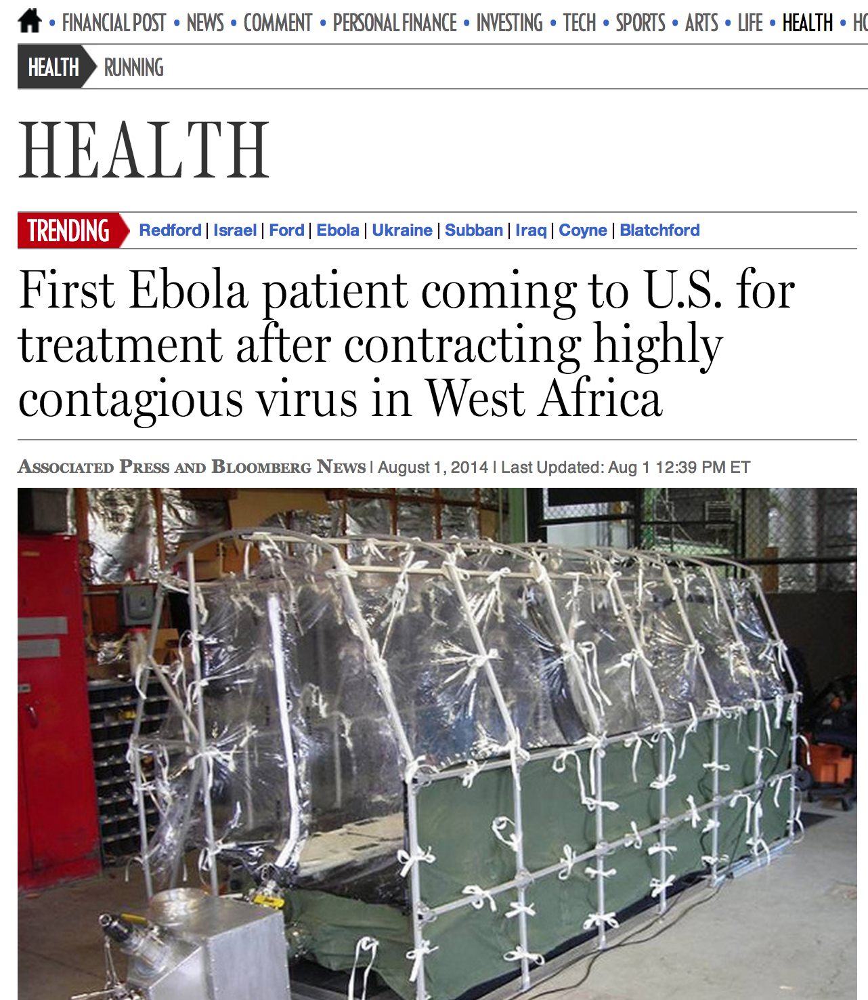 • FINANCIAL POST • NEWS • COMMENT • PERSONAL FINANCE • INVESTING • TECH • SPORTS • ARTS • LIFE • HEALTH • HO
HEALTH RUNNING
HEALTH
TRENDING Redford | Israel | Ford | Ebola | Ukraine | Subban | Iraq | Coyne | Blatchford
First Ebola patient coming to U.S. for
treatment after contracting highly
contagious virus in West Africa
ASSOCIATED PRESS AND BLOOMBERG NEWS | August 1, 2014 | Last Updated: Aug 1 12:39 PM ET